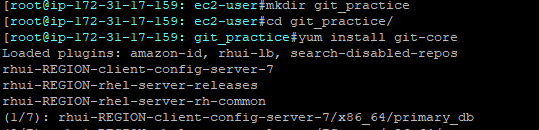 [root@ip-172-31-17-159: ec2-user#mkdir git_practice
[root@ip-172-31-17-159: ec2-user#cd git_practice/
[root@ip-172-31-17-159: git_practice#yum install git-core
Loaded plugins: amazon-id, rhui-lb, search-disabled-repos
rhui-REGION-client-config-server-7
rhui-REGION-rhel-server-releases
rhui-REGION-rhel-server-rh-common
(1/7): rhui-REGION-client-config-server-7/x86_64/primary_db